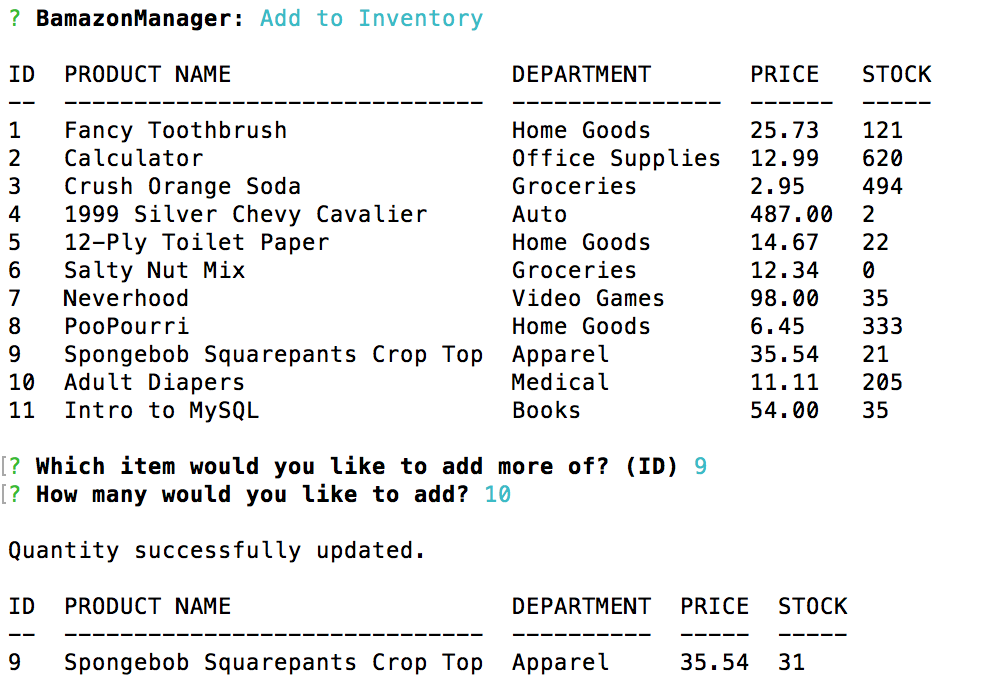 ? BamazonManager: Add to Inventory
ID  PRODUCT NAME                    DEPARTMENT       PRICE   STOCK
--  ------------------------------  ---------------  ------  -----
1   Fancy Toothbrush                Home Goods       25.73   121
2   Calculator                      Office Supplies  12.99   620
3   Crush Orange Soda               Groceries        2.95    494
4   1999 Silver Chevy Cavalier      Auto             487.00  2
5   12-Ply Toilet Paper             Home Goods       14.67   22
6   Salty Nut Mix                   Groceries        12.34   0
7   Neverhood                       Video Games      98.00   35
8   PooPourri                       Home Goods       6.45    333
9   Spongebob Squarepants Crop Top  Apparel          35.54   21
10  Adult Diapers                   Medical          11.11   205
11  Intro to MySQL                  Books            54.00   35
[? Which item would you like to add more of? (ID) 9
[? How many would you like to add? 10
Quantity successfully updated.
ID  PRODUCT NAME                    DEPARTMENT  PRICE  STOCK
--  ------------------------------  ----------  -----  -----
9   Spongebob Squarepants Crop Top  Apparel     35.54  31